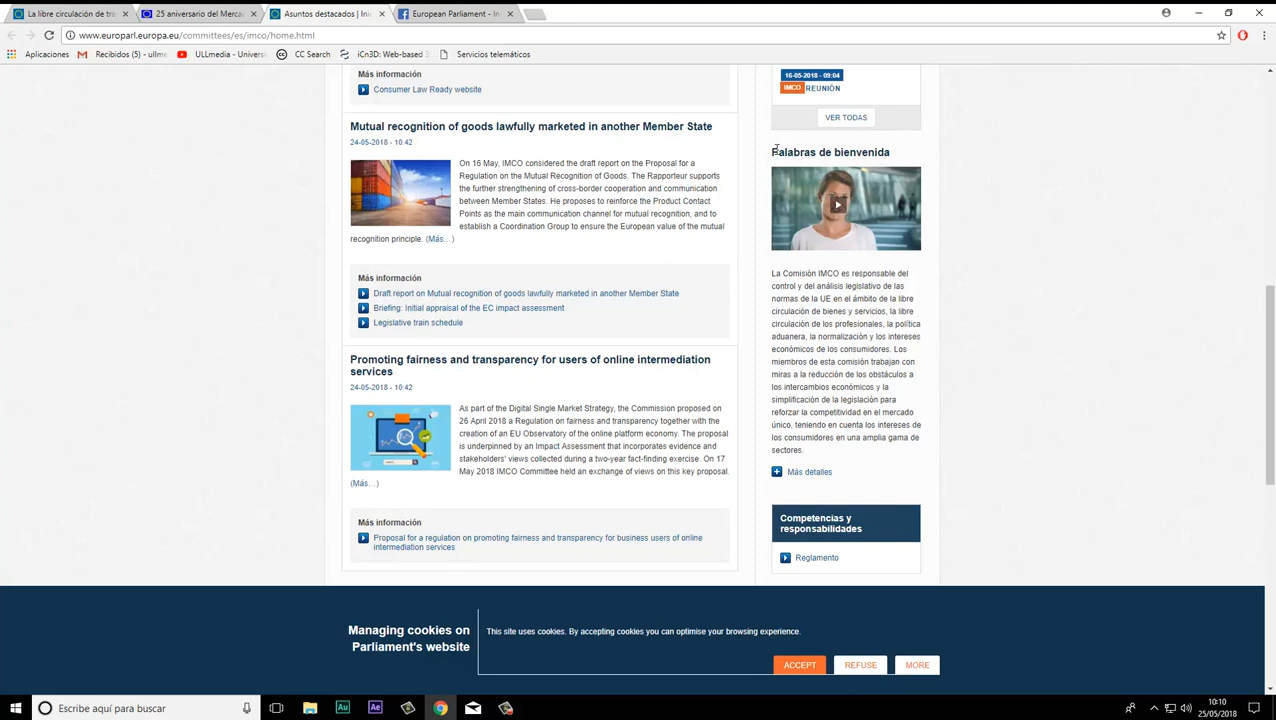 La libre circulación de tra
25 aniversario del Merca
Asuntos destacados | Ini
European Parliament - In
www.europarl.europa.eu/committees/es/imco/home.html
Aplicaciones
Recibidos (5) - ullme
ULLmedia - Univers
CC Search
iCn3D: Web-based 3
Servicios telemáticos
Más información
Consumer Law Ready website
Mutual recognition of goods lawfully marketed in another Member State
24-05-2018 - 10:42
On 16 May, IMCO considered the draft report on the Proposal for a
Regulation on the Mutual Recognition of Goods. The Rapporteur supports
the further strengthening of cross-border cooperation and communication
between Member States. He proposes to reinforce the Product Contact
Points as the main communication channel for mutual recognition, and to
establish a Coordination Group to ensure the European value of the mutual
recognition principle. (Más…)
Más información
Draft report on Mutual recognition of goods lawfully marketed in another Member State
Briefing: Initial appraisal of the EC impact assessment
Legislative train schedule
Promoting fairness and transparency for users of online intermediation
services
24-05-2018 - 10:42
As part of the Digital Single Market Strategy, the Commission proposed on
26 April 2018 a Regulation on fairness and transparency together with the
creation of an EU Observatory of the online platform economy. The proposal
is underpinned by an Impact Assessment that incorporates evidence and
stakeholders' views collected during a two-year fact-finding exercise. On 17
May 2018 IMCO Committee held an exchange of views on this key proposal.
(Más…)
Más información
Proposal for a regulation on promoting fairness and transparency for business users of online
intermediation services
16-05-2018 - 09:04
IMCO REUNIÓN
VER TODAS
Palabras de bienvenida
La Comisión IMCO es responsable del
control y del análisis legislativo de las
normas de la UE en el ámbito de la libre
circulación de bienes y servicios, la libre
circulación de los profesionales, la política
aduanera, la normalización y los intereses
económicos de los consumidores. Los
miembros de esta comisión trabajan con
miras a la reducción de los obstáculos a
los intercambios económicos y la
simplificación de la legislación para
reforzar la competitividad en el mercado
único, teniendo en cuenta los intereses de
los consumidores en una amplia gama de
sectores.
Más detalles
Competencias y
responsabilidades
Reglamento
Managing cookies on
Parliament's website
This site uses cookies. By accepting cookies you can optimise your browsing experience.
ACCEPT
REFUSE
MORE
Escribe aquí para buscar
Au
Ae
10:10
25/05/2018